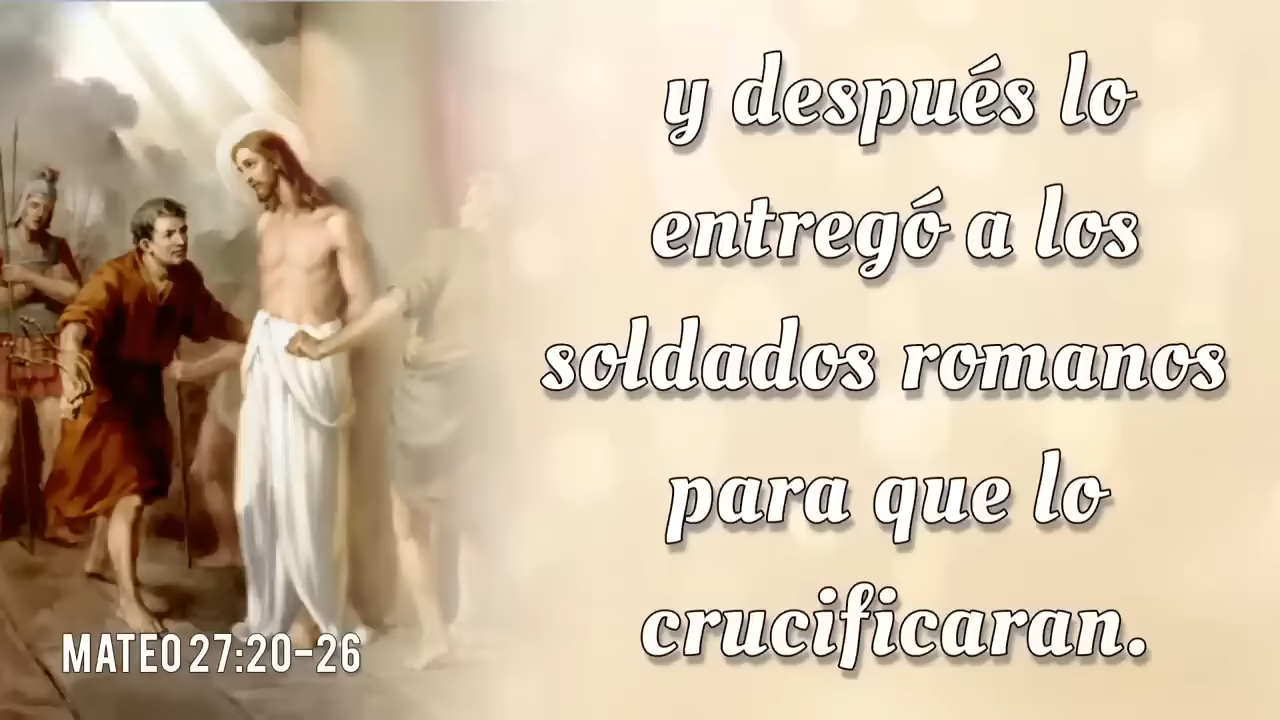 y después lo
entregó a los
soldados romanos
para que lo
crucificaran.
MATEO 27:20-26